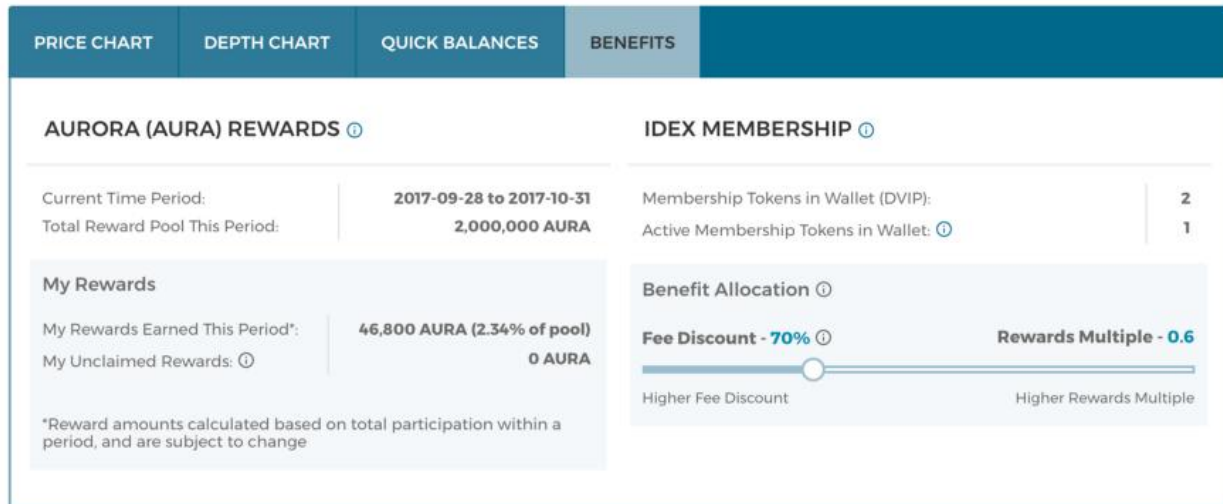 PRICE CHART
DEPTH CHART
QUICK BALANCES
BENEFITS
AURORA (AURA) REWARDS
Current Time Period: 2017-09-28 to 2017-10-31
Total Reward Pool This Period: 2,000,000 AURA
My Rewards
My Rewards Earned This Period*: 46,800 AURA (2.34% of pool)
My Unclaimed Rewards: 0 AURA
*Reward amounts calculated based on total participation within a
period, and are subject to change
IDEX MEMBERSHIP
Membership Tokens in Wallet (DVIP): 2
Active Membership Tokens in Wallet: 1
Benefit Allocation
Fee Discount - 70% Rewards Multiple - 0.6
Higher Fee Discount Higher Rewards Multiple